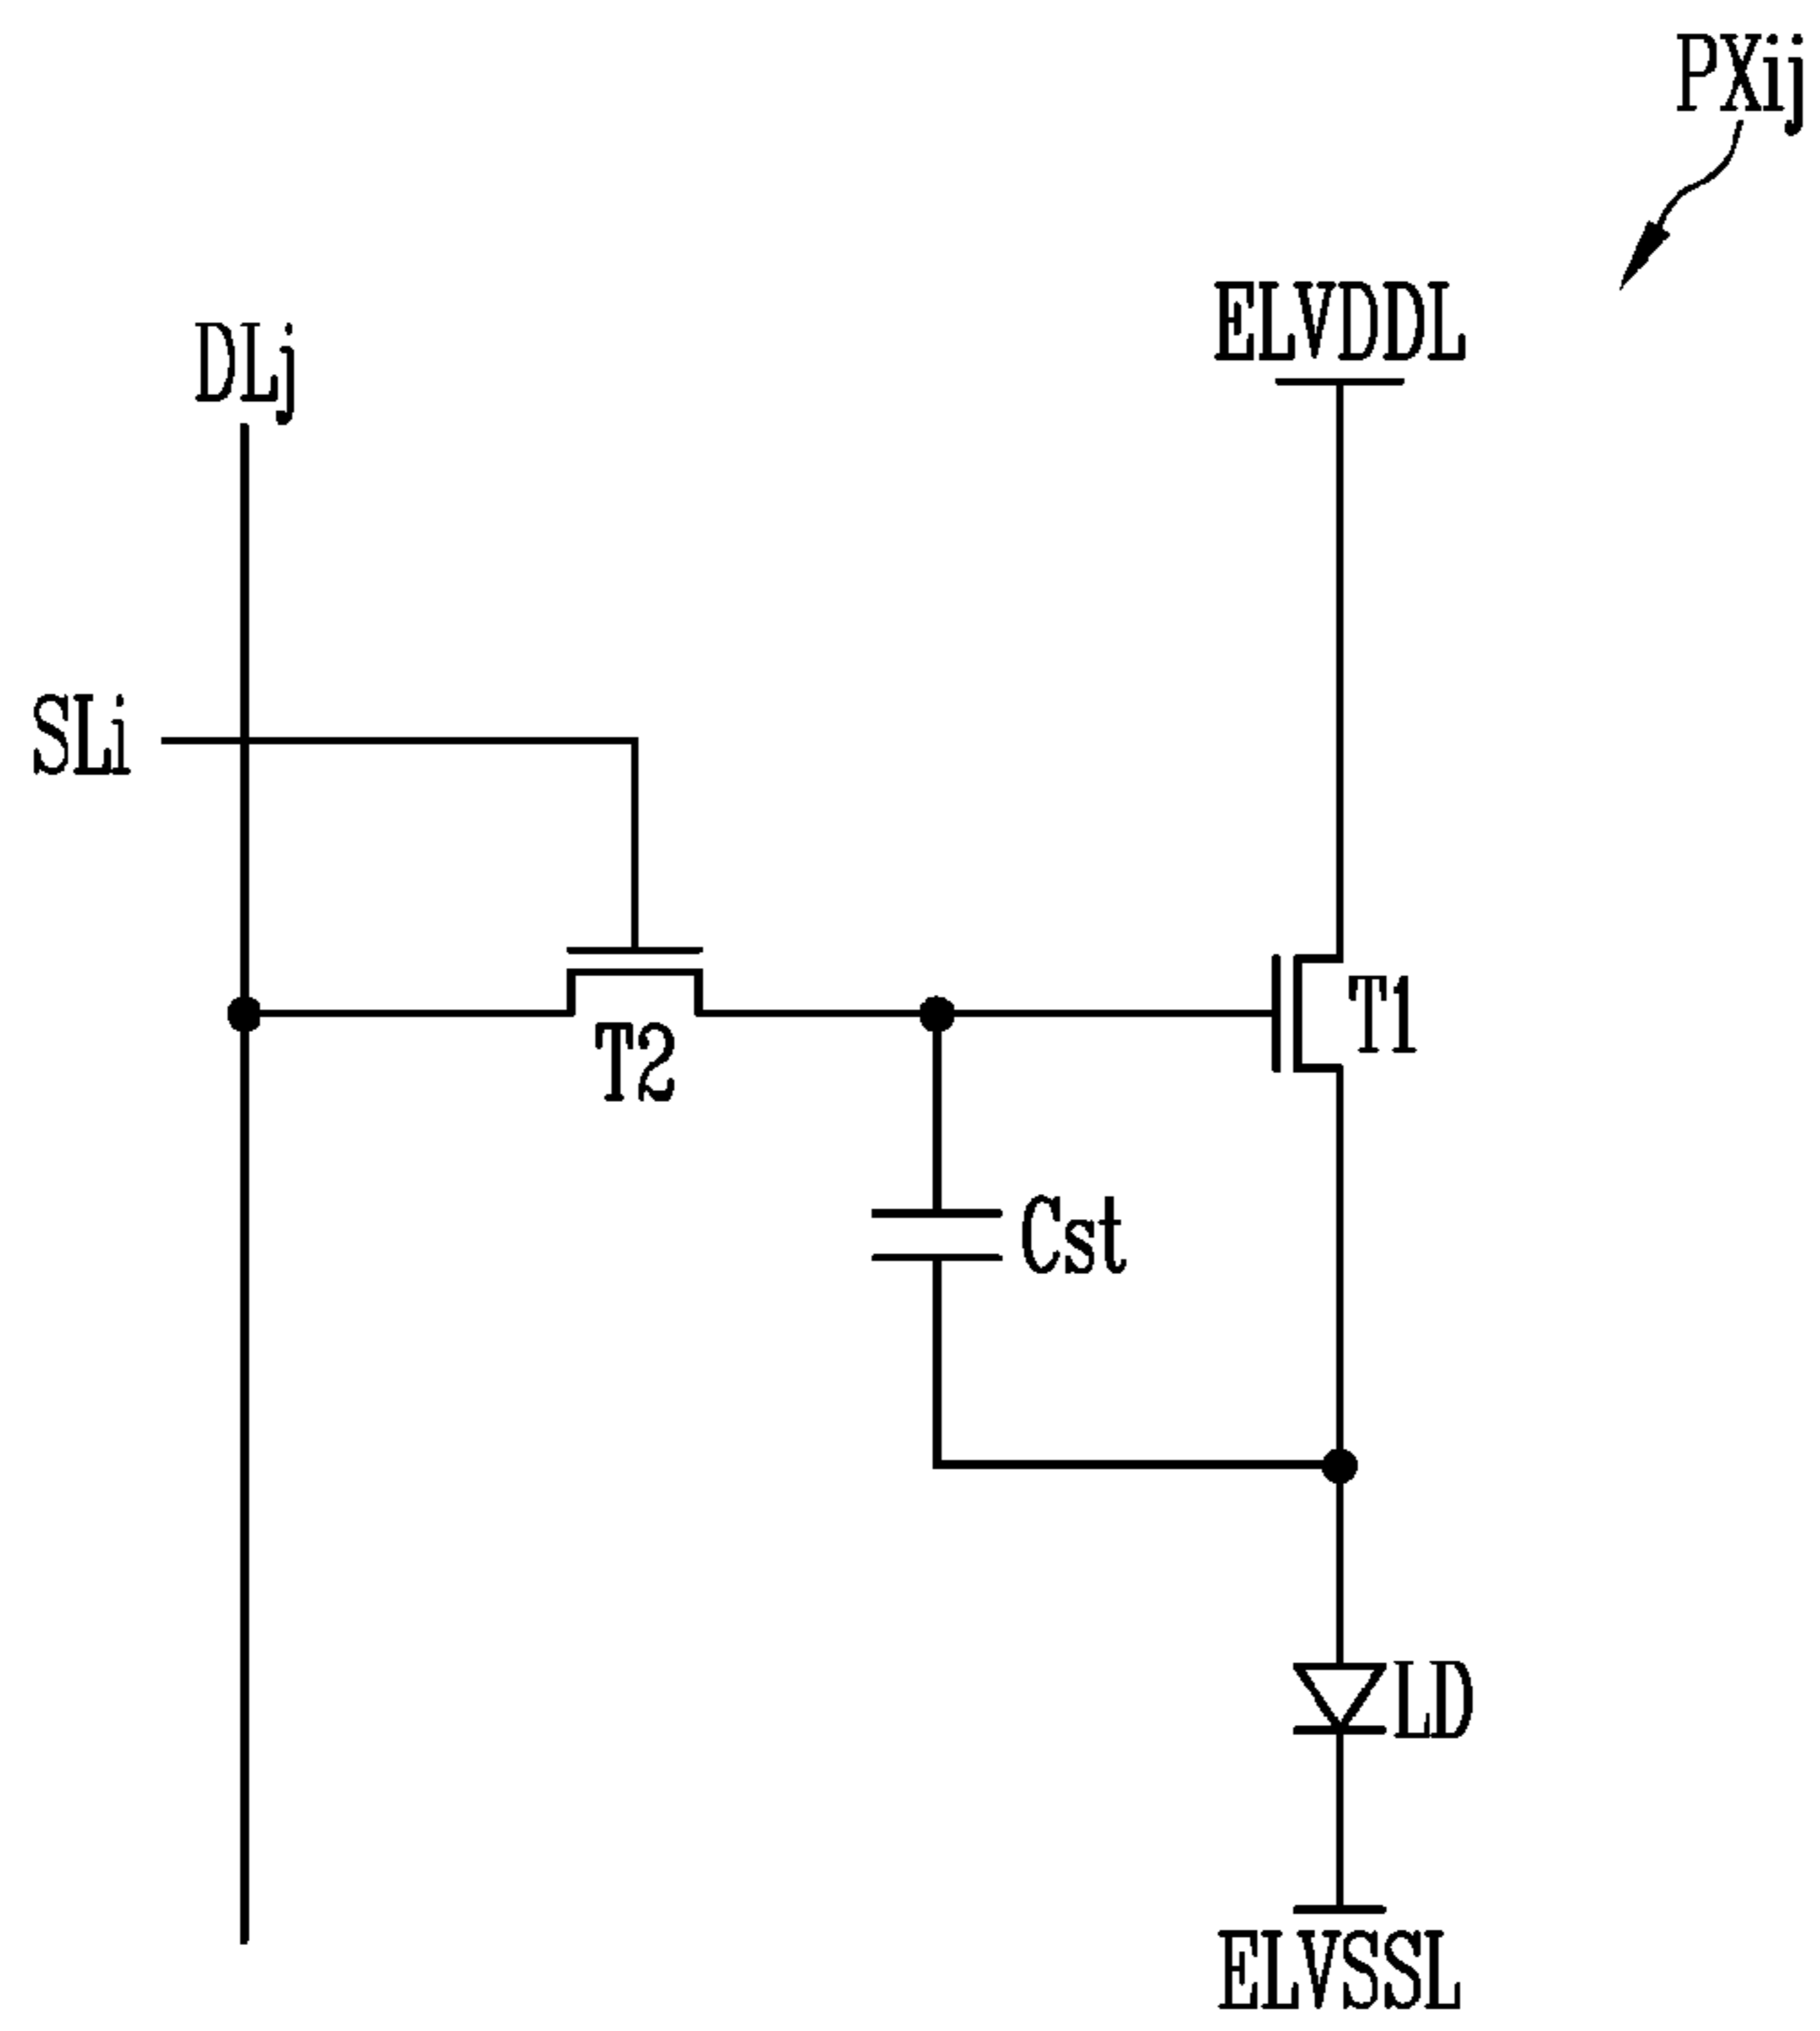 PXij
ELVDDL
DLj
SLi
T1
T2
Cst
LD
ELVSSL